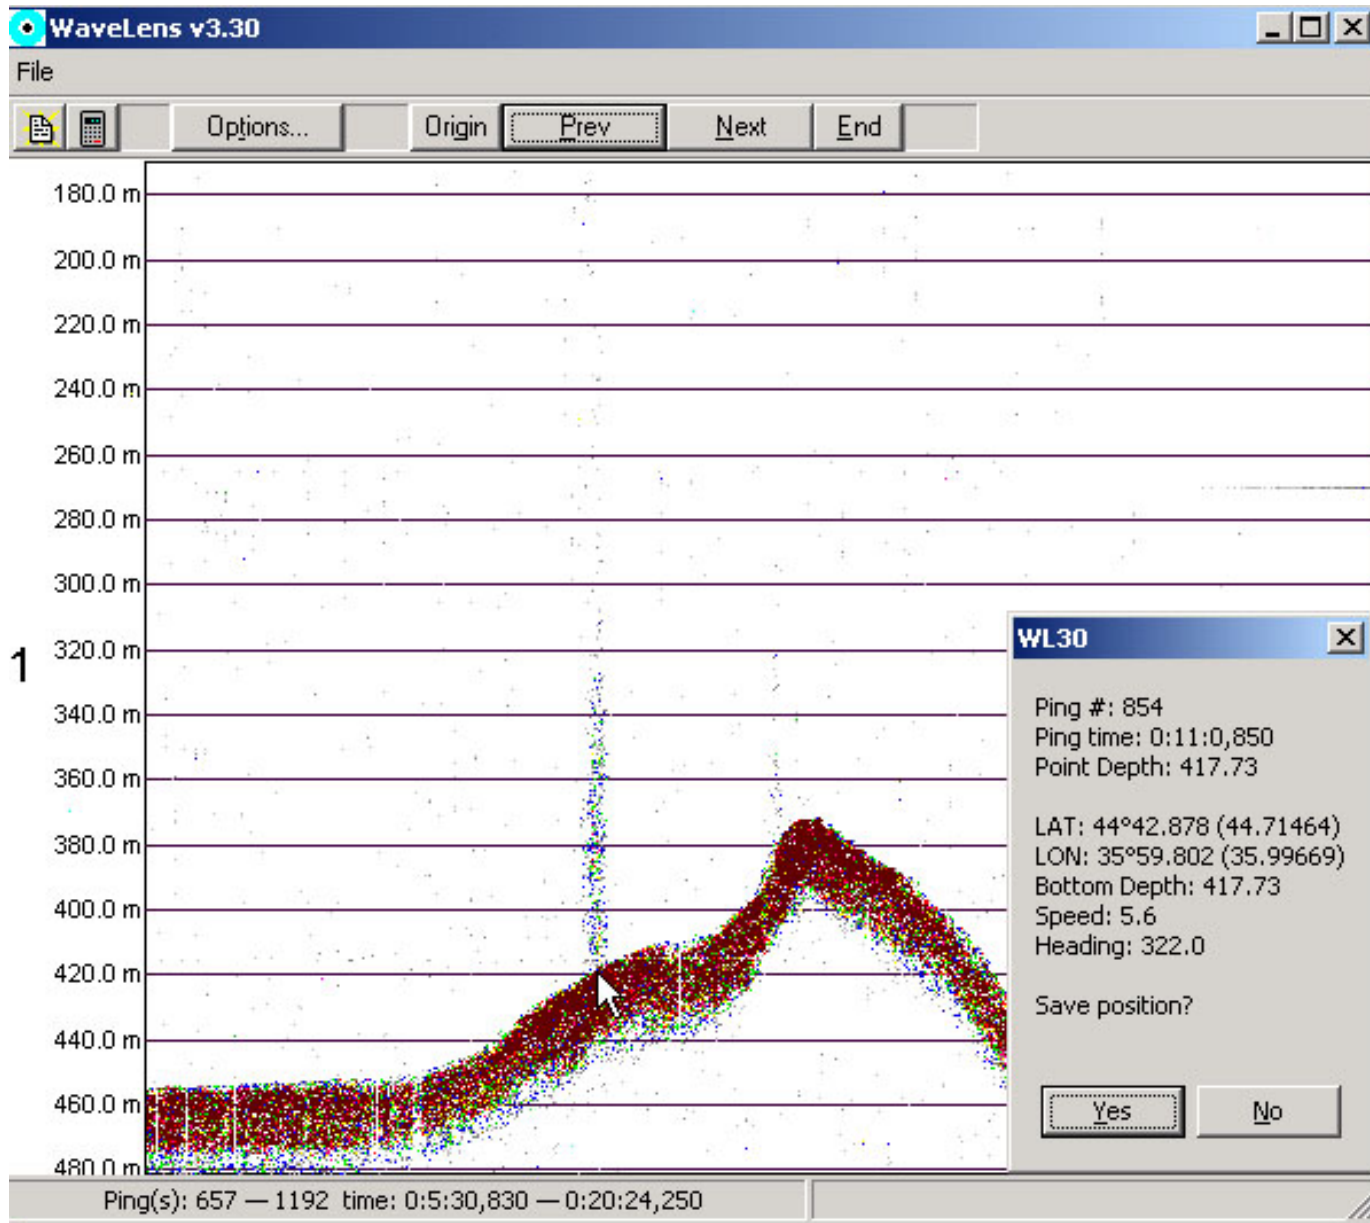 WaveLens v3.30
File
Options... Origin Prev Next End
180.0 m
200.0 m
220.0 m
240.0 m
260.0 m
280.0 m
300.0 m
320.0 m
1
340.0 m
360.0 m
380.0 m
400.0 m
420.0 m
440.0 m
460.0 m
480.0 m
WL30
Ping #: 854
Ping time: 0:11:0,850
Point Depth: 417.73
LAT: 44°42.878 (44.71464)
LON: 35°59.802 (35.99669)
Bottom Depth: 417.73
Speed: 5.6
Heading: 322.0
Save position?
Yes No
Ping(s): 657 — 1192 time: 0:5:30,830 — 0:20:24,250